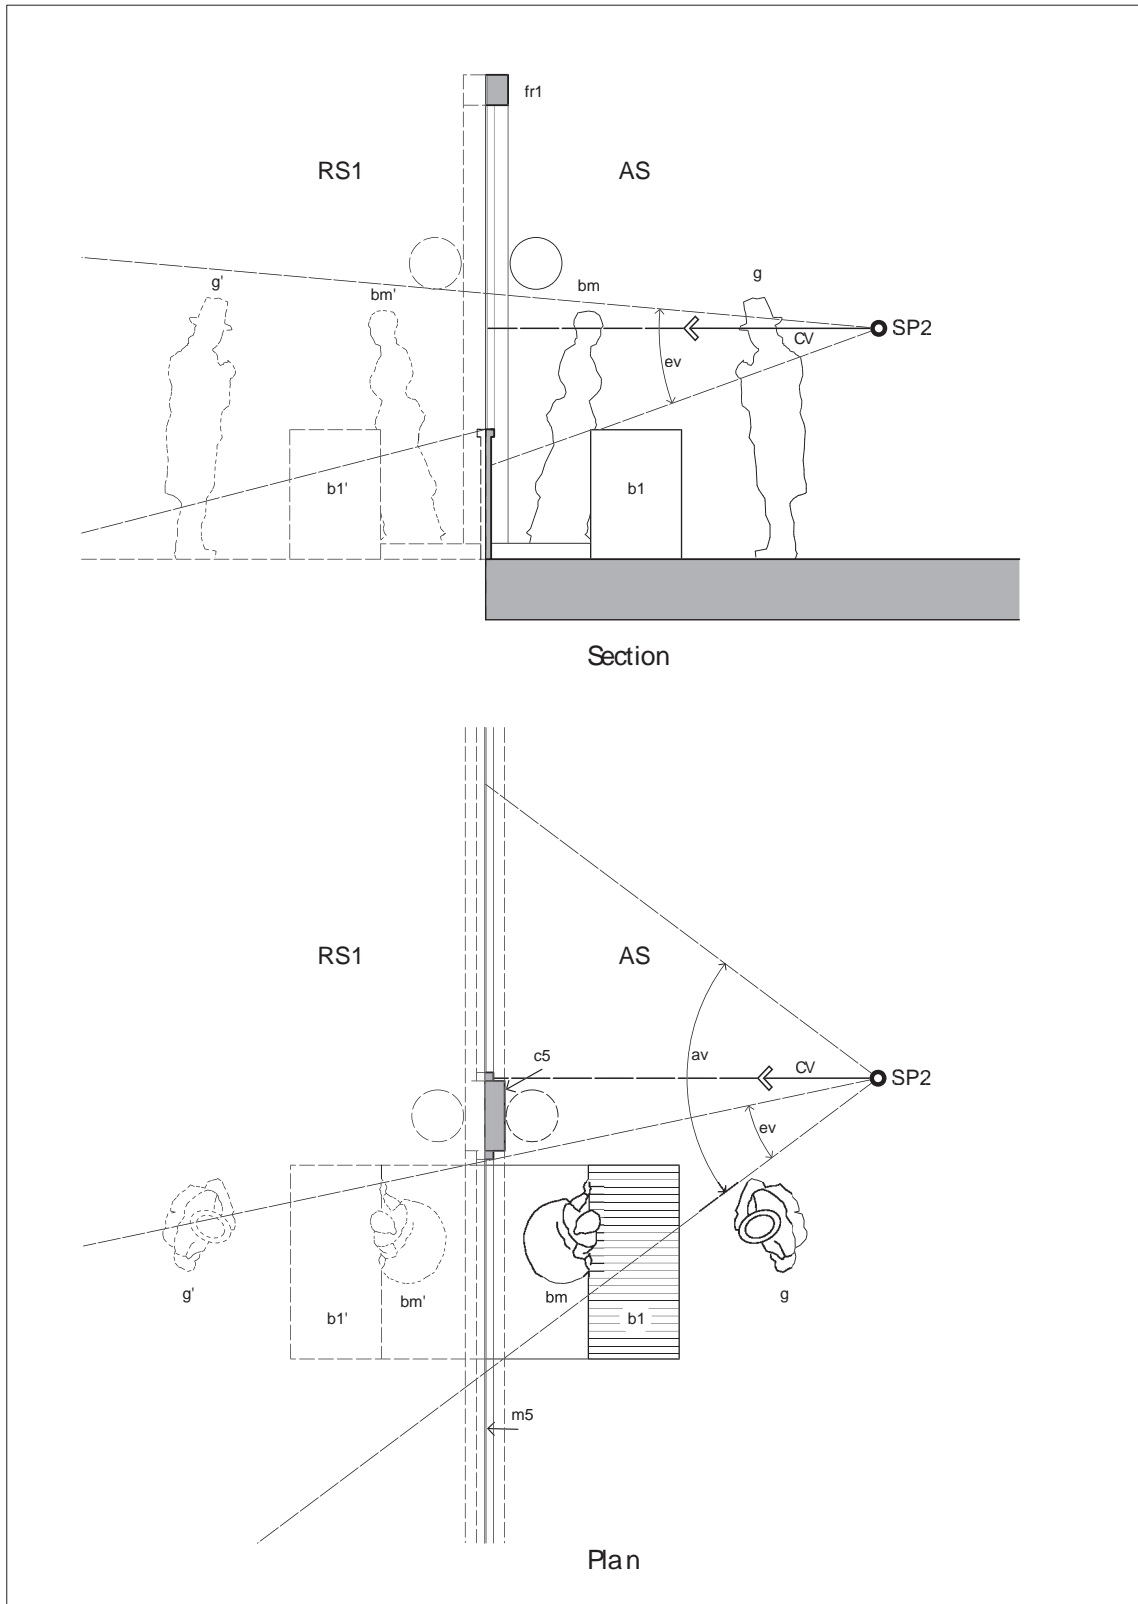 fr1
RS1 AS
g' bm' bm g
SP2
CV
ev
b1' b1
Section
RS1 AS
c5 av CV
SP2
ev
g' bm' bm g
b1' b1
m5
Plan